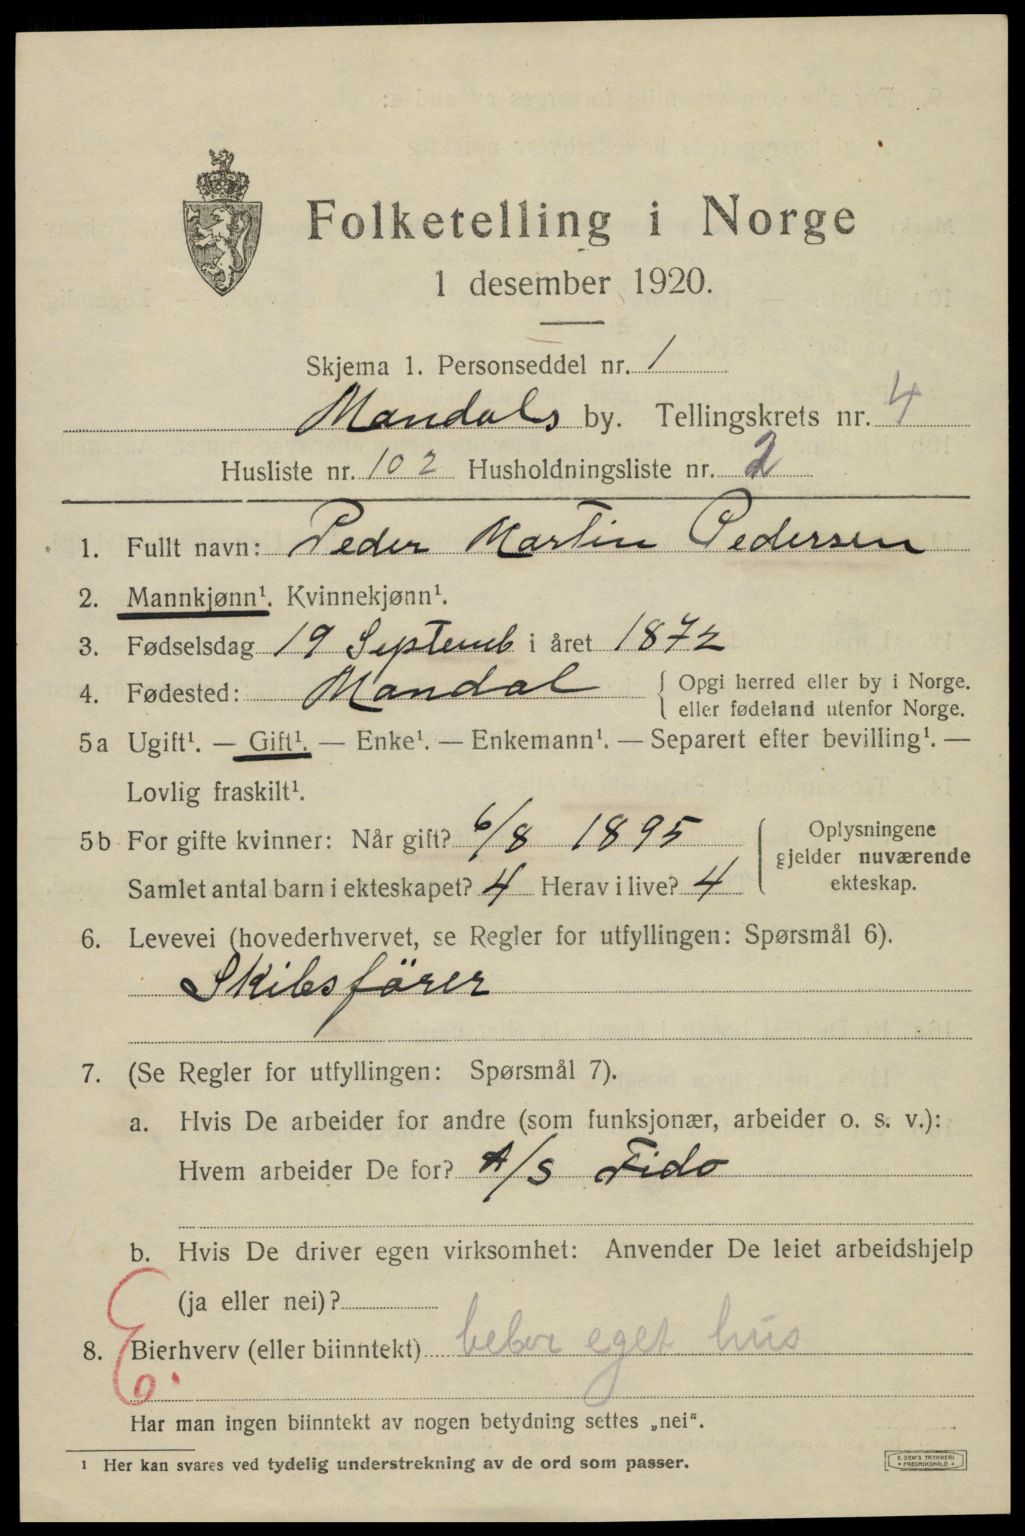 Folketelling i Norge
1 desember 1920.
Skjema 1. Personseddel nr. 1
Mandals by. Tellingskrets nr. 4
Husliste nr. 102 Husholdningsliste nr. 2
1. Fullt navn: Peder Martin Pedersen
2. Mannkjønn¹. Kvinnekjønn¹.
3. Fødselsdag 19 Septemb i året 1872
4. Fødested: Mandal { Opgi herred eller by i Norge.
eller fødeland utenfor Norge.
5a Ugift¹. — Gift¹. — Enke¹. — Enkemann¹. — Separert efter bevilling¹. —
Lovlig fraskilt¹.
5b For gifte kvinner: Når gift? 6/8 1895 { Oplysningene
gjelder nuværende
Samlet antal barn i ekteskapet? 4 Herav i live? 4 ekteskap.
6. Levevei (hovederhvervet, se Regler for utfyllingen: Spørsmål 6).
Skibsförer
7. (Se Regler for utfyllingen: Spørsmål 7).
a. Hvis De arbeider for andre (som funksjonær, arbeider o. s. v.):
Hvem arbeider De for? A/S Fido
b. Hvis De driver egen virksomhet: Anvender De leiet arbeidshjelp
(ja eller nei)?
8. Bierhverv (eller biinntekt) bebor eget hus
Har man ingen biinntekt av nogen betydning settes „nei“.
¹ Her kan svares ved tydelig understrekning av de ord som passer.
E. SEM'S TRYKKERI
• FREDRIKSHALD •